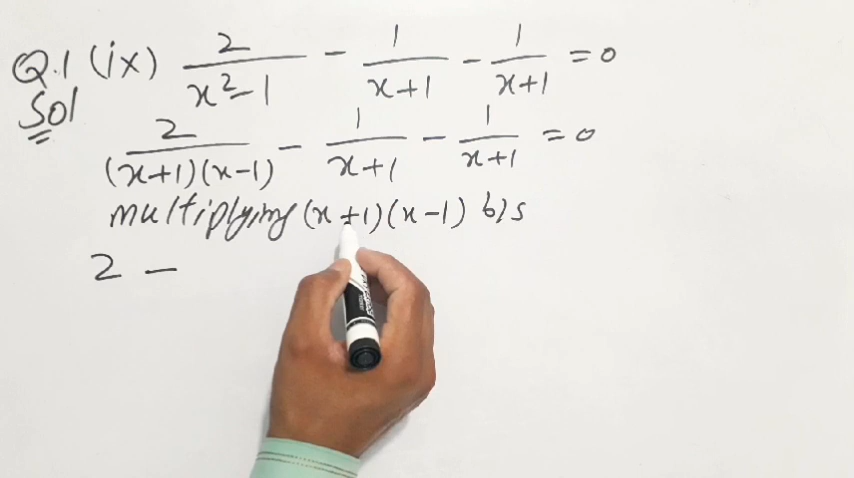 Q.1 (ix) 2/(x²-1) - 1/(x+1) - 1/(x+1) = 0
Sol
2/((x+1)(x-1)) - 1/(x+1) - 1/(x+1) = 0
multiplying (x+1)(x-1) b/s
2 -